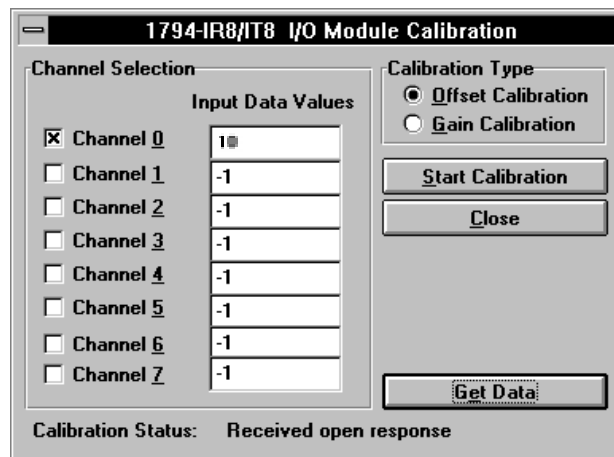 1794-IR8/IT8 I/O Module Calibration
Channel Selection
Input Data Values
Channel 0
Channel 1
-1
Channel 2
-1
Channel 3
-1
Channel 4
-1
Channel 5
-1
Channel 6
-1
Channel 7
-1
Calibration Type
Offset Calibration
Gain Calibration
Start Calibration
Close
Get Data
Calibration Status: Received open response